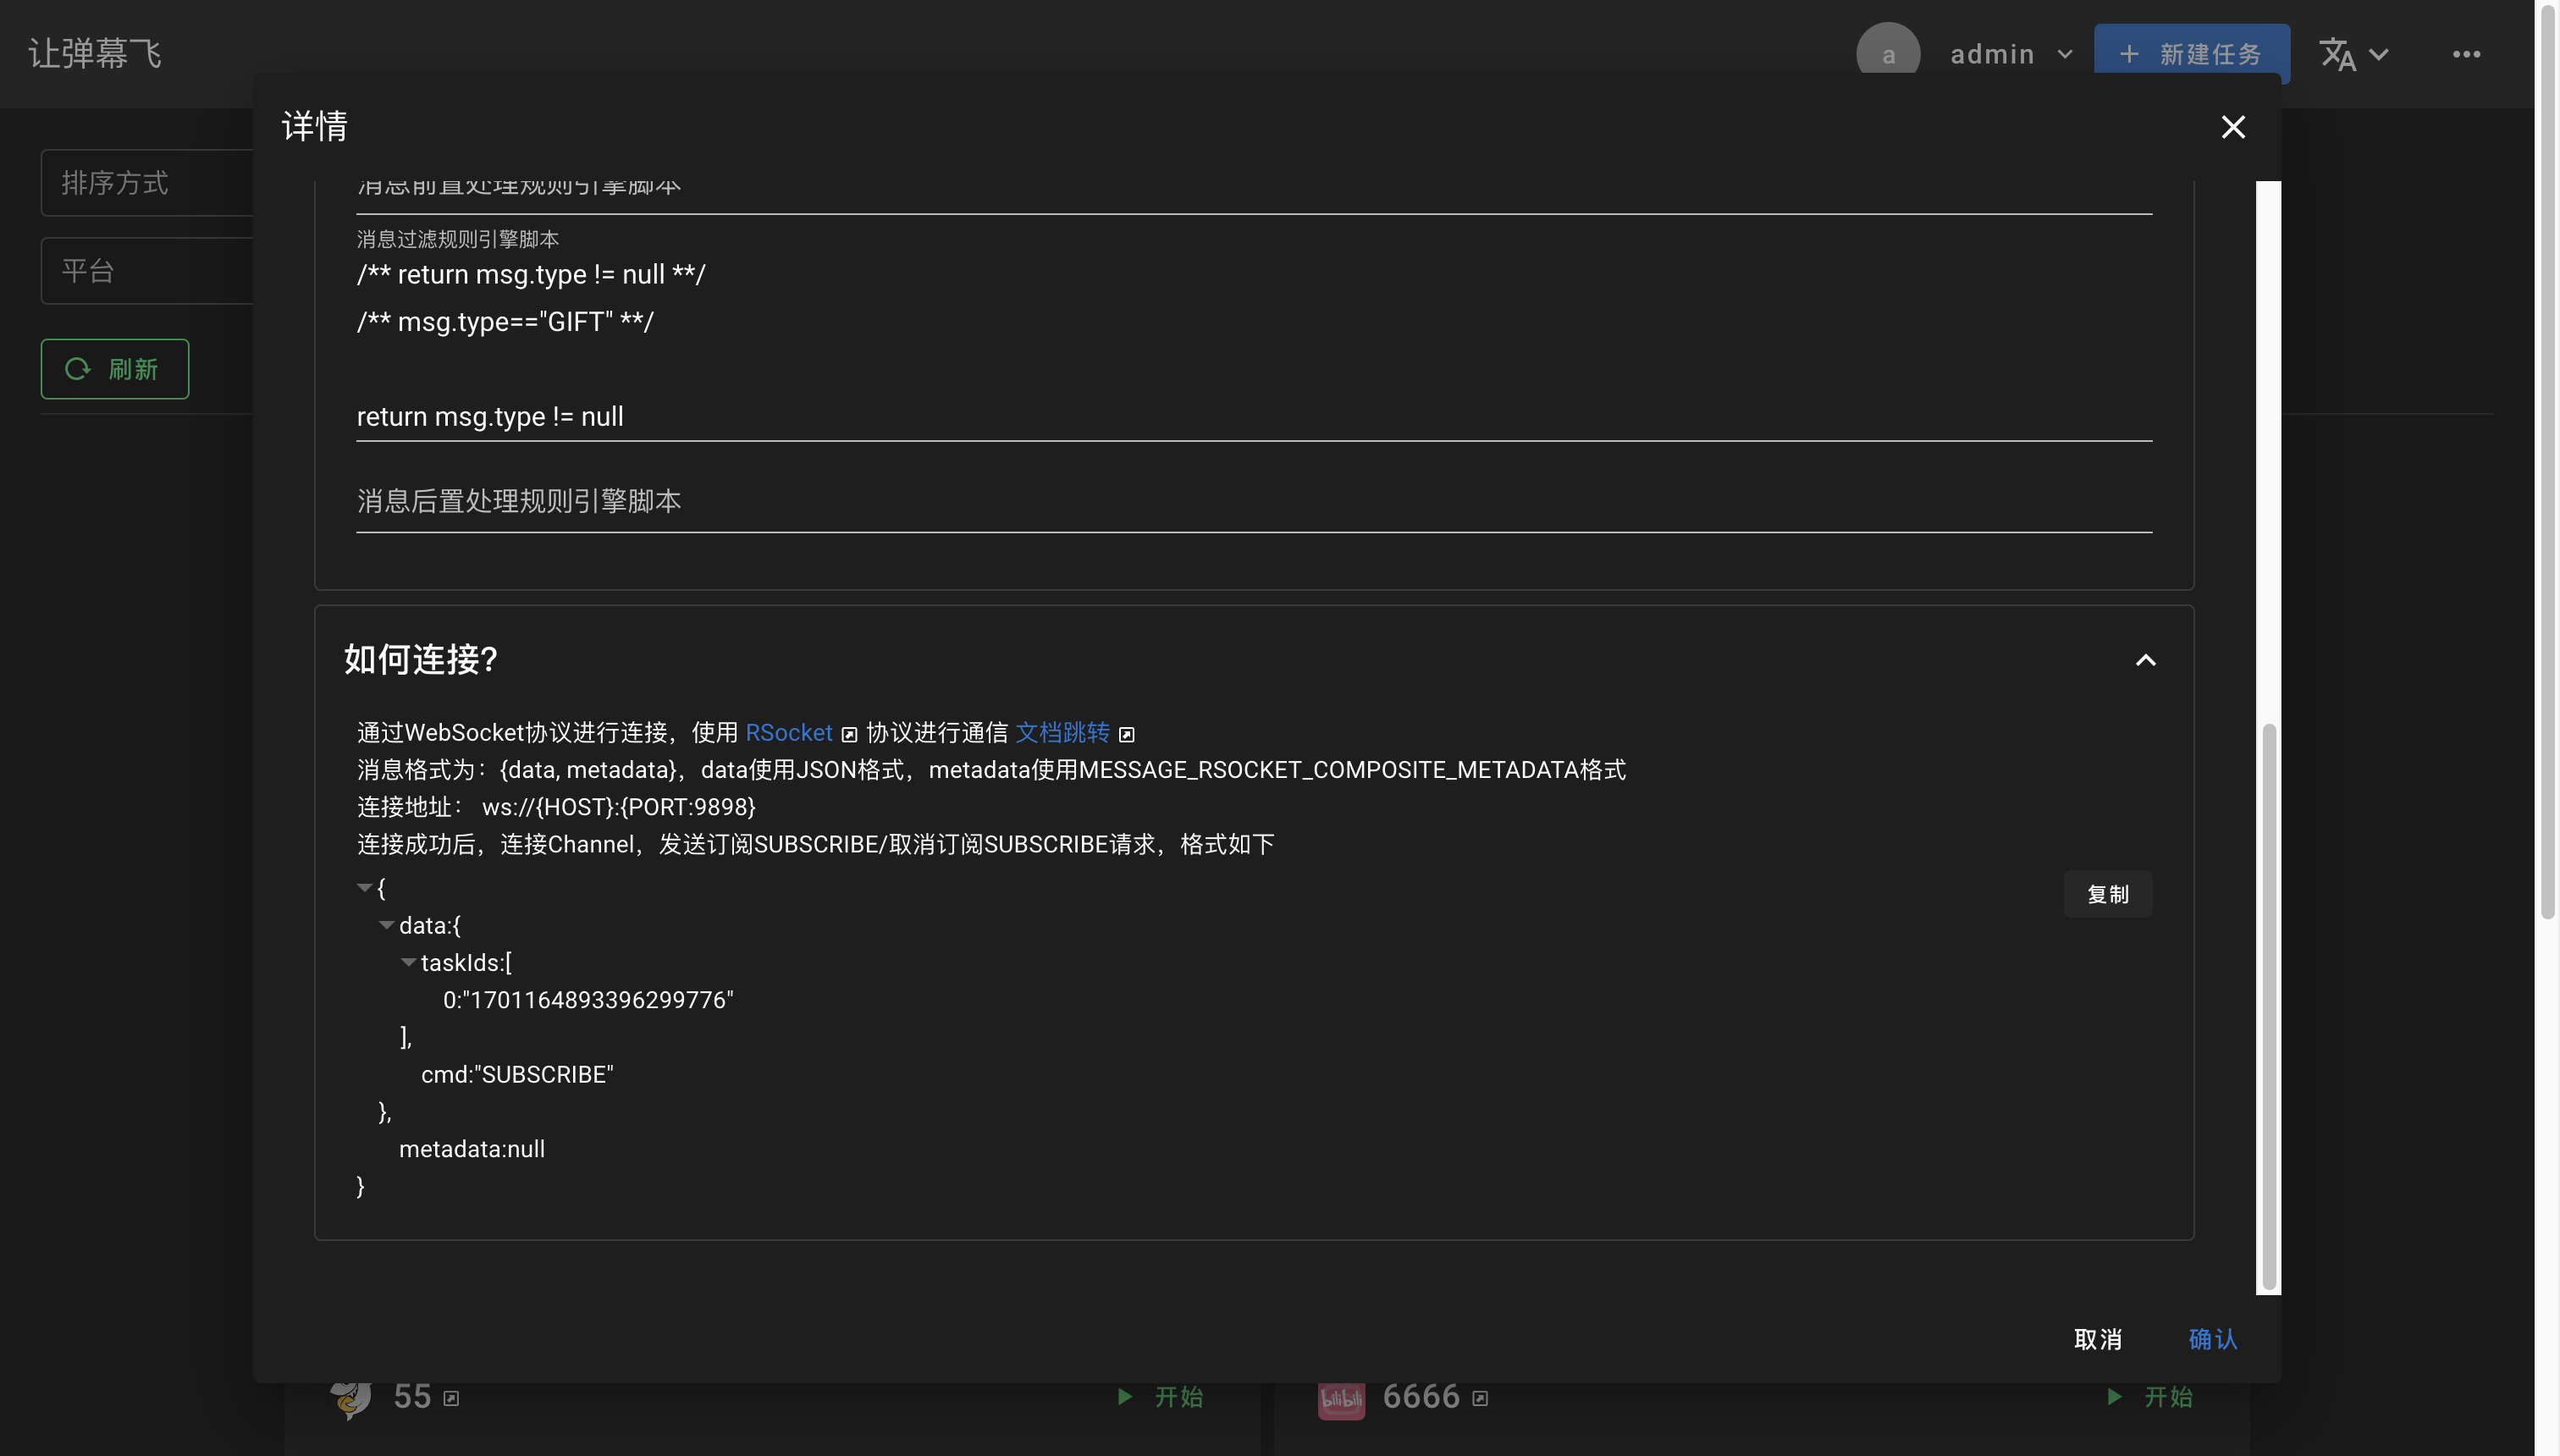 让弹幕飞
a
admin
新建任务
详情
排序方式
平台
刷新
消息前置处理规则引擎脚本
消息过滤规则引擎脚本
/** return msg.type != null **/
/** msg.type=="GIFT" **/
return msg.type != null
消息后置处理规则引擎脚本
如何连接?
通过WebSocket协议进行连接，使用 RSocket 协议进行通信 文档跳转
消息格式为：{data, metadata}，data使用JSON格式，metadata使用MESSAGE_RSOCKET_COMPOSITE_METADATA格式
连接地址： ws://{HOST}:{PORT:9898}
连接成功后，连接Channel，发送订阅SUBSCRIBE/取消订阅SUBSCRIBE请求，格式如下
{
复制
data:{
taskIds:[
0:"1701164893396299776"
],
cmd:"SUBSCRIBE"
},
metadata:null
}
取消
确认
55
开始
bilibili
6666
开始